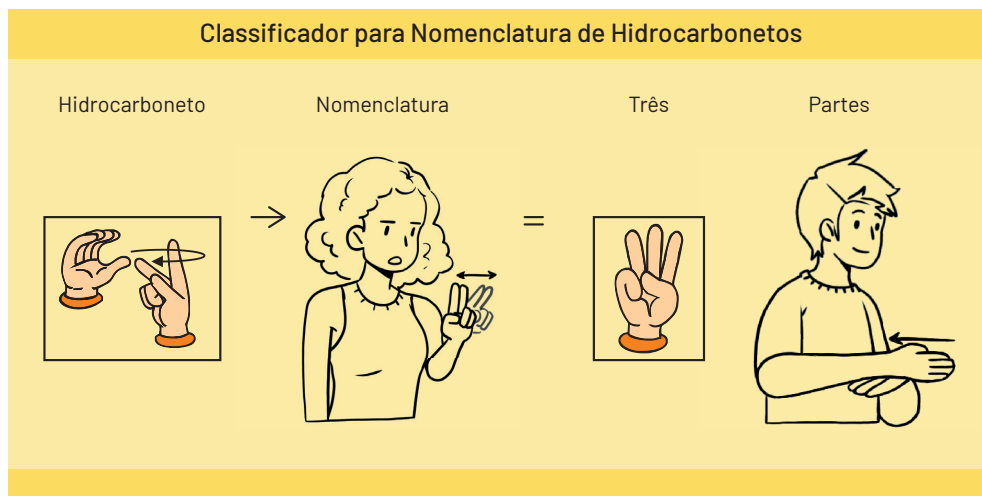 Classificador para Nomenclatura de Hidrocarbonetos
Hidrocarboneto Nomenclatura Três Partes
=